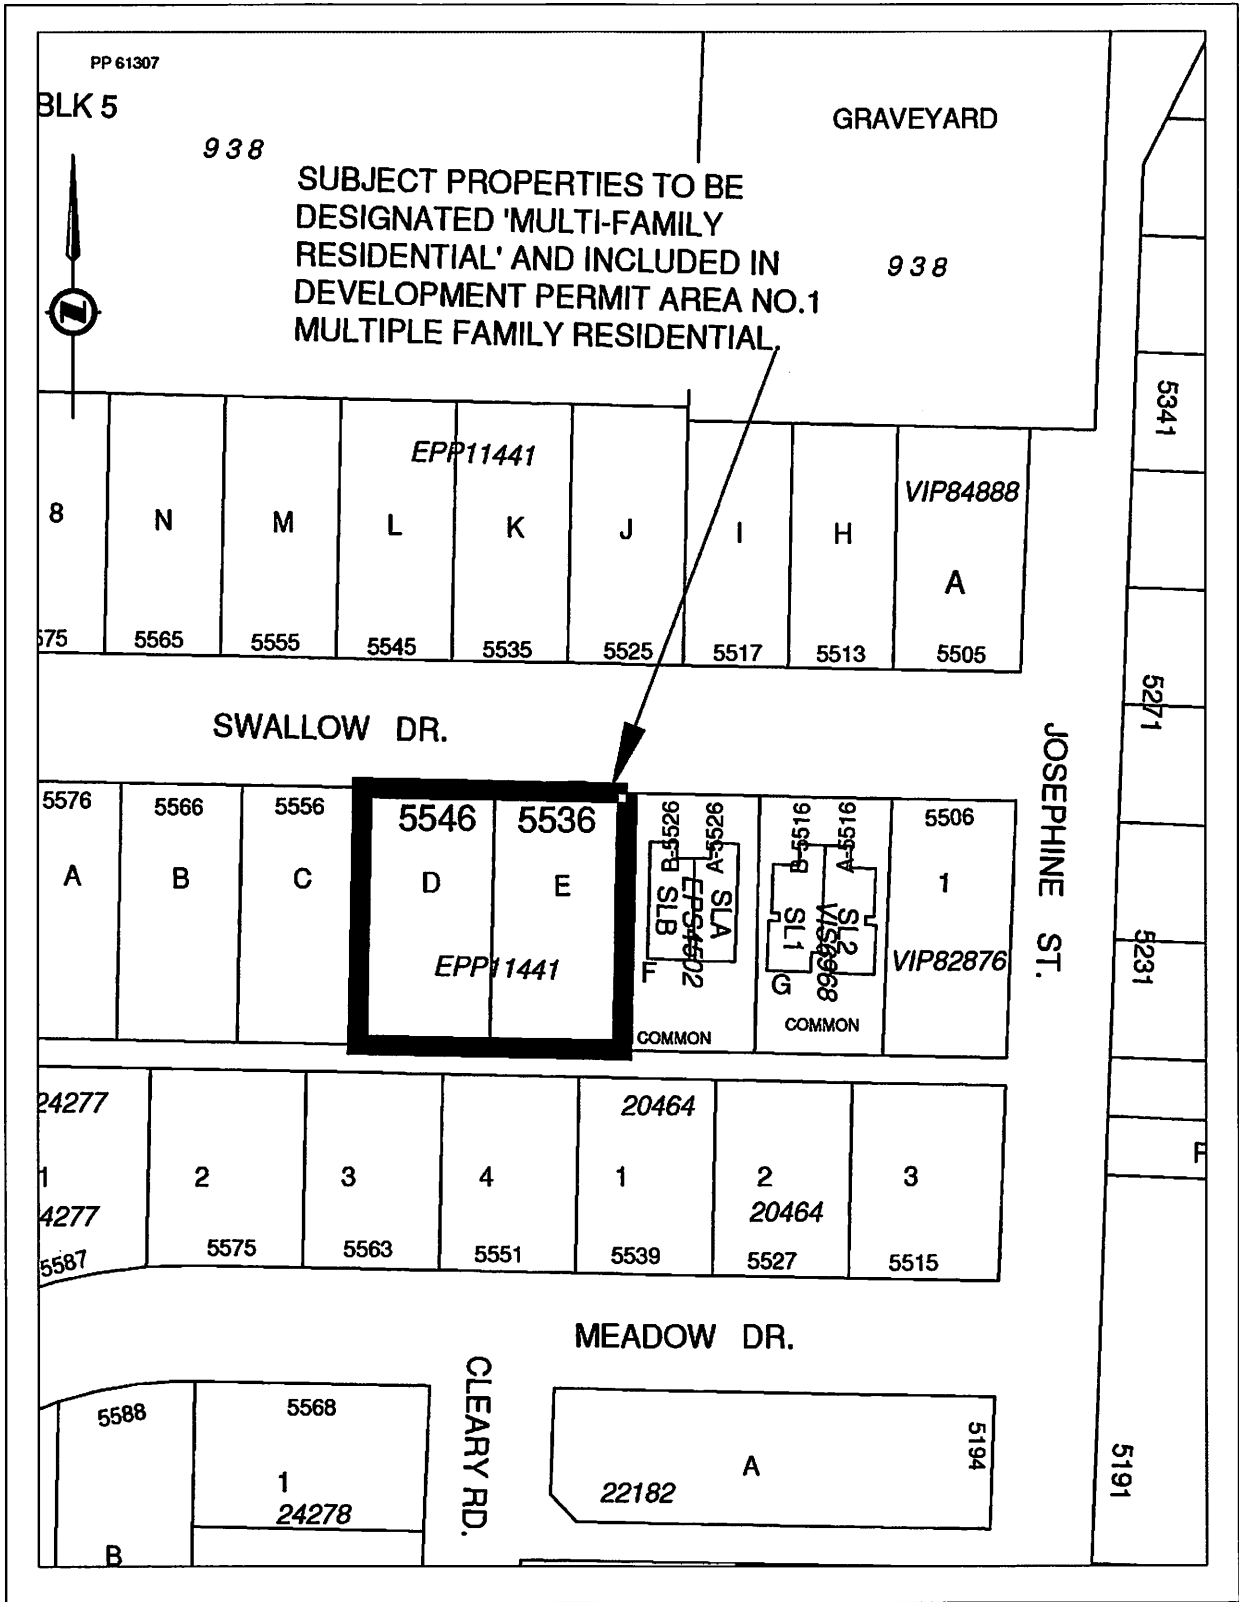 PP 61307
BLK 5
938
GRAVEYARD
938
SUBJECT PROPERTIES TO BE
DESIGNATED 'MULTI-FAMILY
RESIDENTIAL' AND INCLUDED IN
DEVELOPMENT PERMIT AREA NO.1
MULTIPLE FAMILY RESIDENTIAL.
N
5341
EPP11441
VIP84888
8
N
M
L
K
J
I
H
A
575
5565
5555
5545
5535
5525
5517
5513
5505
5271
SWALLOW DR.
JOSEPHINE ST.
5576
5566
5556
5546
5536
B-5526
A-5526
B-5516
A-5516
5506
A
B
C
D
E
SLB
SLA
EPS4502
F
SL1
SL2
VIS6968
G
1
EPP11441
VIP82876
5231
COMMON
COMMON
24277
20464
1
2
3
4
1
2
3
F
4277
20464
5587
5575
5563
5551
5539
5527
5515
MEADOW DR.
CLEARY RD.
5588
5568
5194
5191
1
A
24278
22182
B